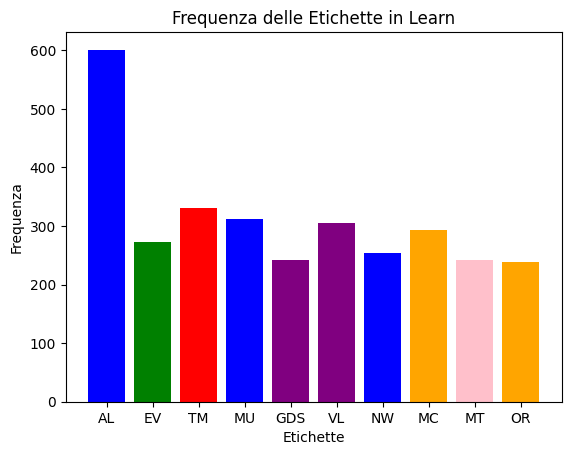 Frequenza delle Etichette in Learn
Frequenza
600
500
400
300
200
100
0
AL EV TM MU GDS VL NW MC MT OR
Etichette